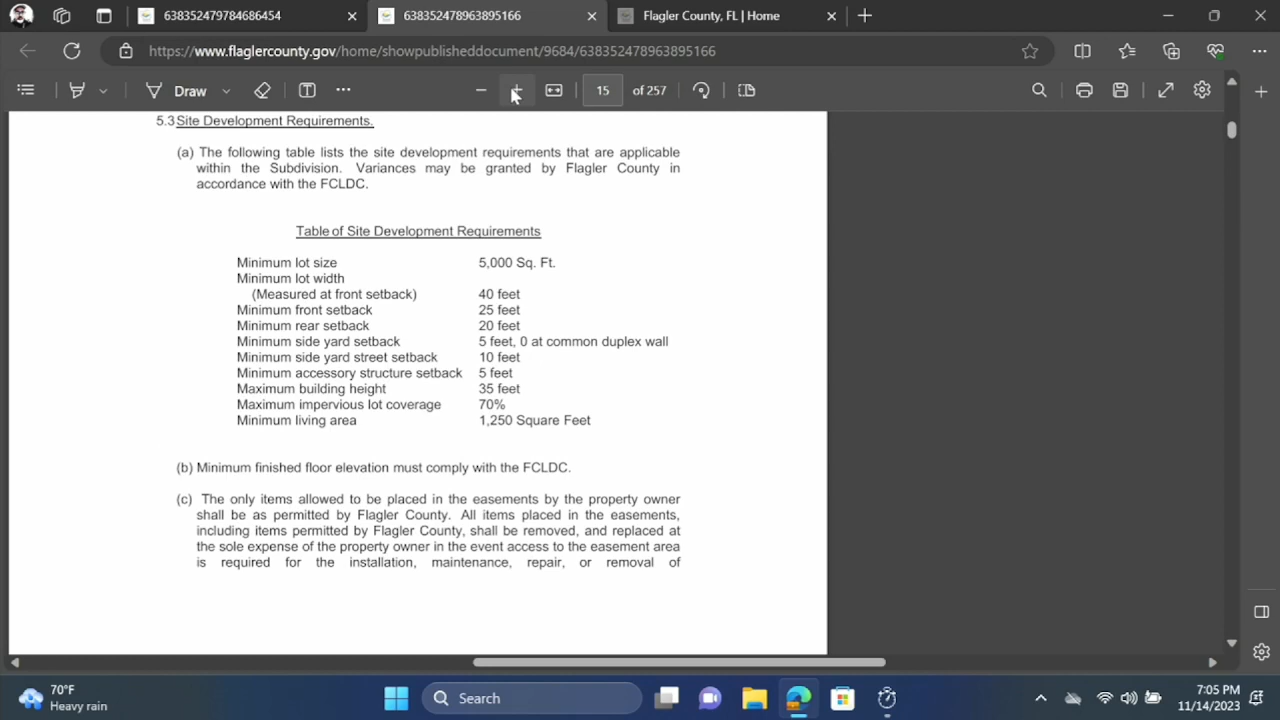 638352479784686454
638352478963895166
Flagler County, FL | Home
https://www.flaglercounty.gov/home/showpublisheddocument/9684/638352478963895166
Draw
15 of 257
5.3 Site Development Requirements.
(a) The following table lists the site development requirements that are applicable
within the Subdivision. Variances may be granted by Flagler County in
accordance with the FCLDC.
Table of Site Development Requirements
Minimum lot size 5,000 Sq. Ft.
Minimum lot width
(Measured at front setback) 40 feet
Minimum front setback 25 feet
Minimum rear setback 20 feet
Minimum side yard setback 5 feet, 0 at common duplex wall
Minimum side yard street setback 10 feet
Minimum accessory structure setback 5 feet
Maximum building height 35 feet
Maximum impervious lot coverage 70%
Minimum living area 1,250 Square Feet
(b) Minimum finished floor elevation must comply with the FCLDC.
(c) The only items allowed to be placed in the easements by the property owner
shall be as permitted by Flagler County. All items placed in the easements,
including items permitted by Flagler County, shall be removed, and replaced at
the sole expense of the property owner in the event access to the easement area
is required for the installation, maintenance, repair, or removal of
70°F
Heavy rain
Search
7:05 PM
11/14/2023